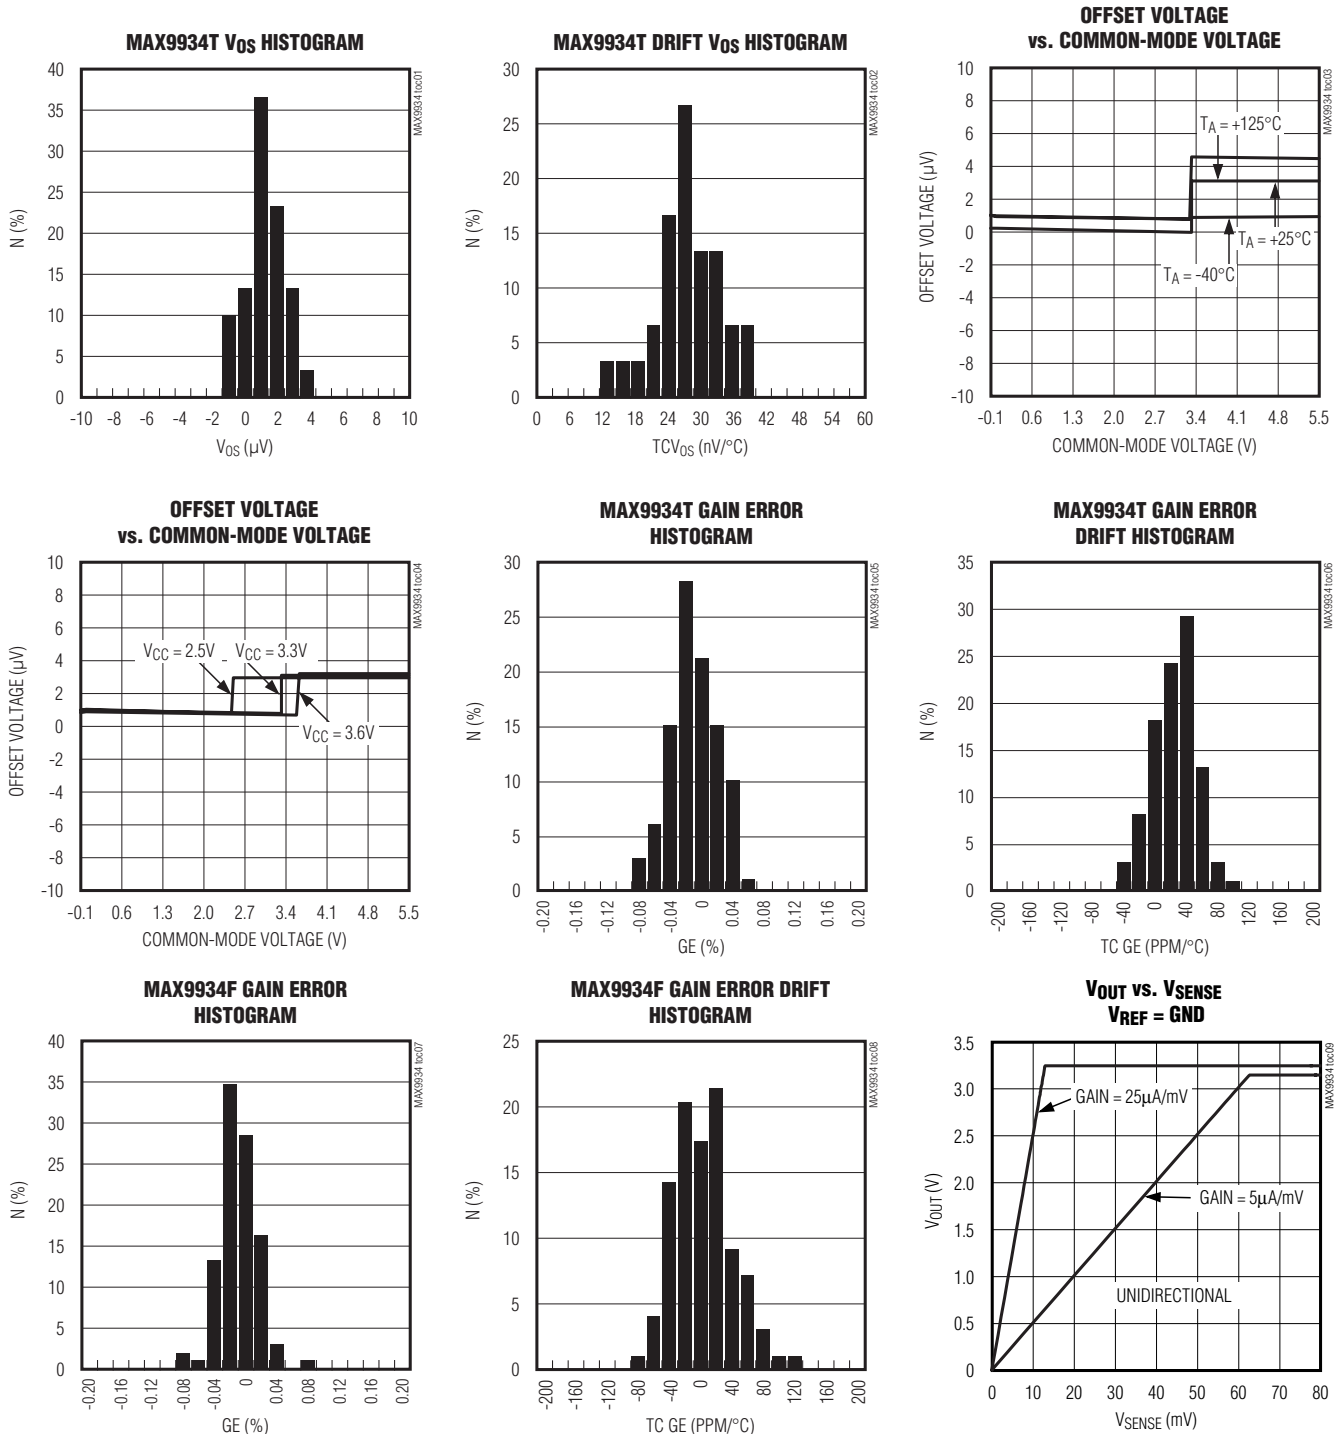 MAX9934T VOS HISTOGRAM
MAX9934 toc01
40
35
30
25
20
15
10
5
0
N (%)
-10 -8 -6 -4 -2 0 2 4 6 8 10
VOS (µV)
MAX9934T DRIFT VOS HISTOGRAM
MAX9934 toc02
30
25
20
15
10
5
0
N (%)
0 6 12 18 24 30 36 42 48 54 60
TCVOS (nV/°C)
OFFSET VOLTAGE
vs. COMMON-MODE VOLTAGE
MAX9934 toc03
10
8
6
4
2
0
-2
-4
-6
-8
-10
OFFSET VOLTAGE (µV)
TA = +125°C
TA = +25°C
TA = -40°C
-0.1 0.6 1.3 2.0 2.7 3.4 4.1 4.8 5.5
COMMON-MODE VOLTAGE (V)
OFFSET VOLTAGE
vs. COMMON-MODE VOLTAGE
MAX9934 toc04
10
8
6
4
2
0
-2
-4
-6
-8
-10
OFFSET VOLTAGE (µV)
VCC = 2.5V
VCC = 3.3V
VCC = 3.6V
-0.1 0.6 1.3 2.0 2.7 3.4 4.1 4.8 5.5
COMMON-MODE VOLTAGE (V)
MAX9934T GAIN ERROR
HISTOGRAM
MAX9934 toc05
30
25
20
15
10
5
0
N (%)
-0.20 -0.16 -0.12 -0.08 -0.04 0 0.04 0.08 0.12 0.16 0.20
GE (%)
MAX9934T GAIN ERROR
DRIFT HISTOGRAM
MAX9934 toc06
35
30
25
20
15
10
5
0
N (%)
-200 -160 -120 -80 -40 0 40 80 120 160 200
TC GE (PPM/°C)
MAX9934F GAIN ERROR
HISTOGRAM
MAX9934 toc07
40
35
30
25
20
15
10
5
0
N (%)
-0.20 -0.16 -0.12 -0.08 -0.04 0 0.04 0.08 0.12 0.16 0.20
GE (%)
MAX9934F GAIN ERROR DRIFT
HISTOGRAM
MAX9934 toc08
25
20
15
10
5
0
N (%)
-200 -160 -120 -80 -40 0 40 80 120 160 200
TC GE (PPM/°C)
VOUT vs. VSENSE
VREF = GND
MAX9934 toc09
3.5
3.0
2.5
2.0
1.5
1.0
0.5
0
VOUT (V)
GAIN = 25µA/mV
GAIN = 5µA/mV
UNIDIRECTIONAL
0 10 20 30 40 50 60 70 80
VSENSE (mV)